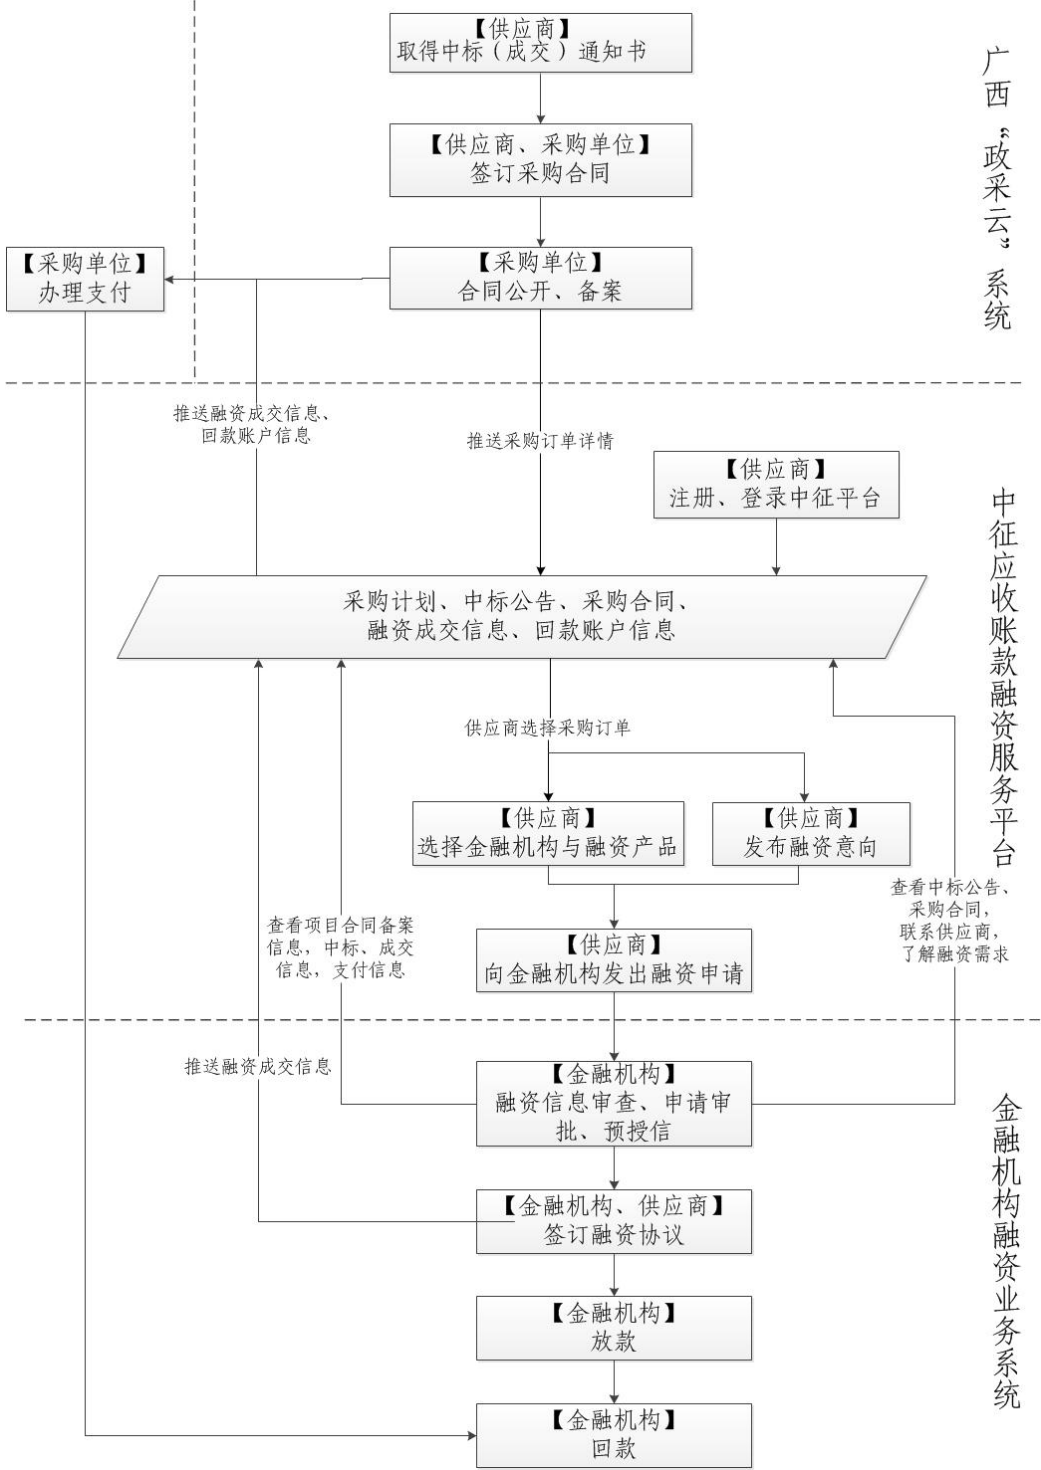 【供应商】
取得中标（成交）通知书
【供应商、采购单位】
签订采购合同
【采购单位】
合同公开、备案
【采购单位】
办理支付
广西“政采云”系统
推送融资成交信息、
回款账户信息
推送采购订单详情
【供应商】
注册、登录中征平台
采购计划、中标公告、采购合同、
融资成交信息、回款账户信息
供应商选择采购订单
【供应商】
选择金融机构与融资产品
【供应商】
发布融资意向
中征应收账款融资服务平台
查看中标公告、
采购合同，
联系供应商，
了解融资需求
查看项目合同备案
信息，中标、成交
信息，支付信息
【供应商】
向金融机构发出融资申请
推送融资成交信息
【金融机构】
融资信息审查、申请审
批、预授信
【金融机构、供应商】
签订融资协议
【金融机构】
放款
【金融机构】
回款
金融机构融资业务系统